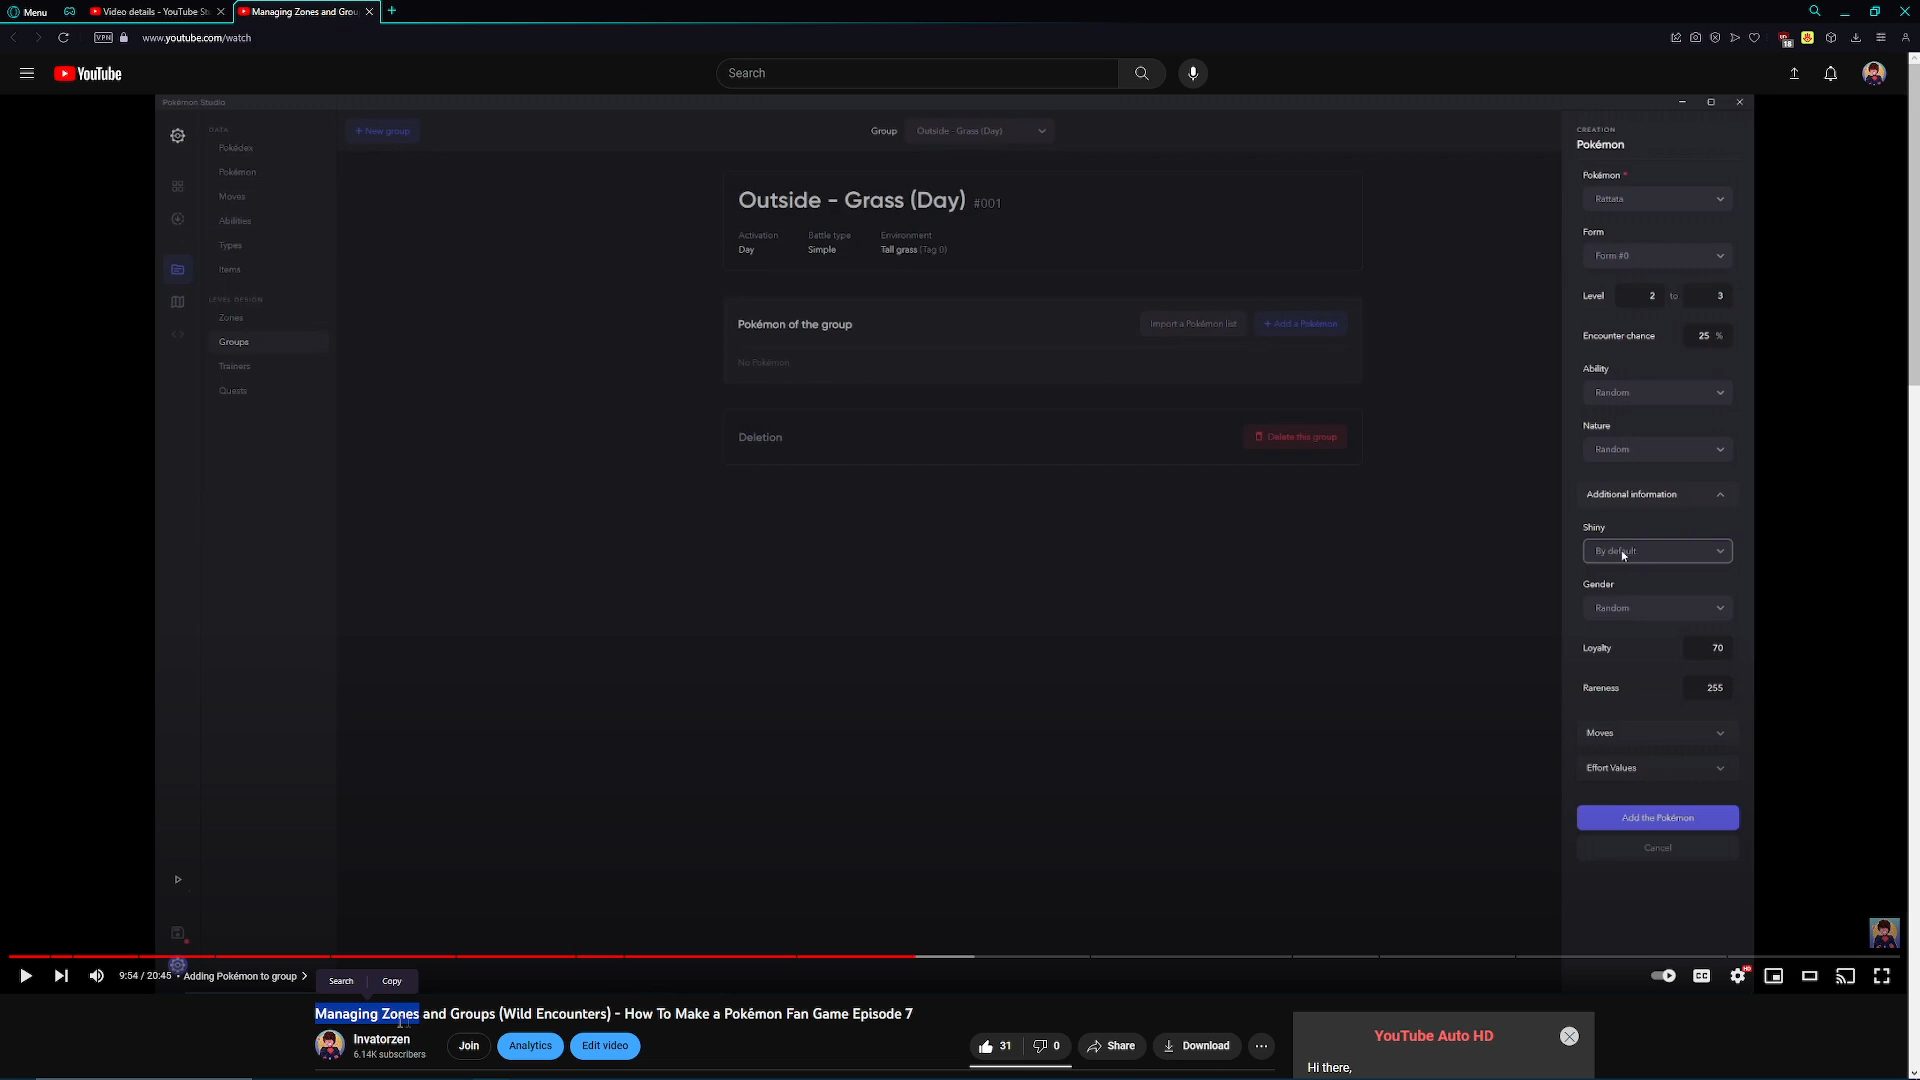 Menu
Video details - YouTube St
Managing Zones and Grou
VPN
www.youtube.com/watch
18
YouTube
Search
Pokémon Studio
DATA
Pokédex
Pokémon
Moves
Abilities
Types
Items
LEVEL DESIGN
Zones
Groups
Trainers
Quests
+ New group
Group
Outside - Grass (Day)
Outside - Grass (Day) #001
Activation
Day
Battle type
Simple
Environment
Tall grass (Tag 0)
Pokémon of the group
Import a Pokémon list
+ Add a Pokémon
No Pokémon
Deletion
Delete this group
CREATION
Pokémon
Pokémon *
Rattata
Form
Form #0
Level 2 to 3
Encounter chance 25 %
Ability
Random
Nature
Random
Additional information
Shiny
By default
Gender
Random
Loyalty 70
Rareness 255
Moves
Effort Values
Add the Pokémon
Cancel
9:54 / 20:45 • Adding Pokémon to group
CC
HD
Search
Copy
Managing Zones and Groups (Wild Encounters) - How To Make a Pokémon Fan Game Episode 7
Invatorzen
6.14K subscribers
Join
Analytics
Edit video
31
0
Share
Download
YouTube Auto HD
Hi there,